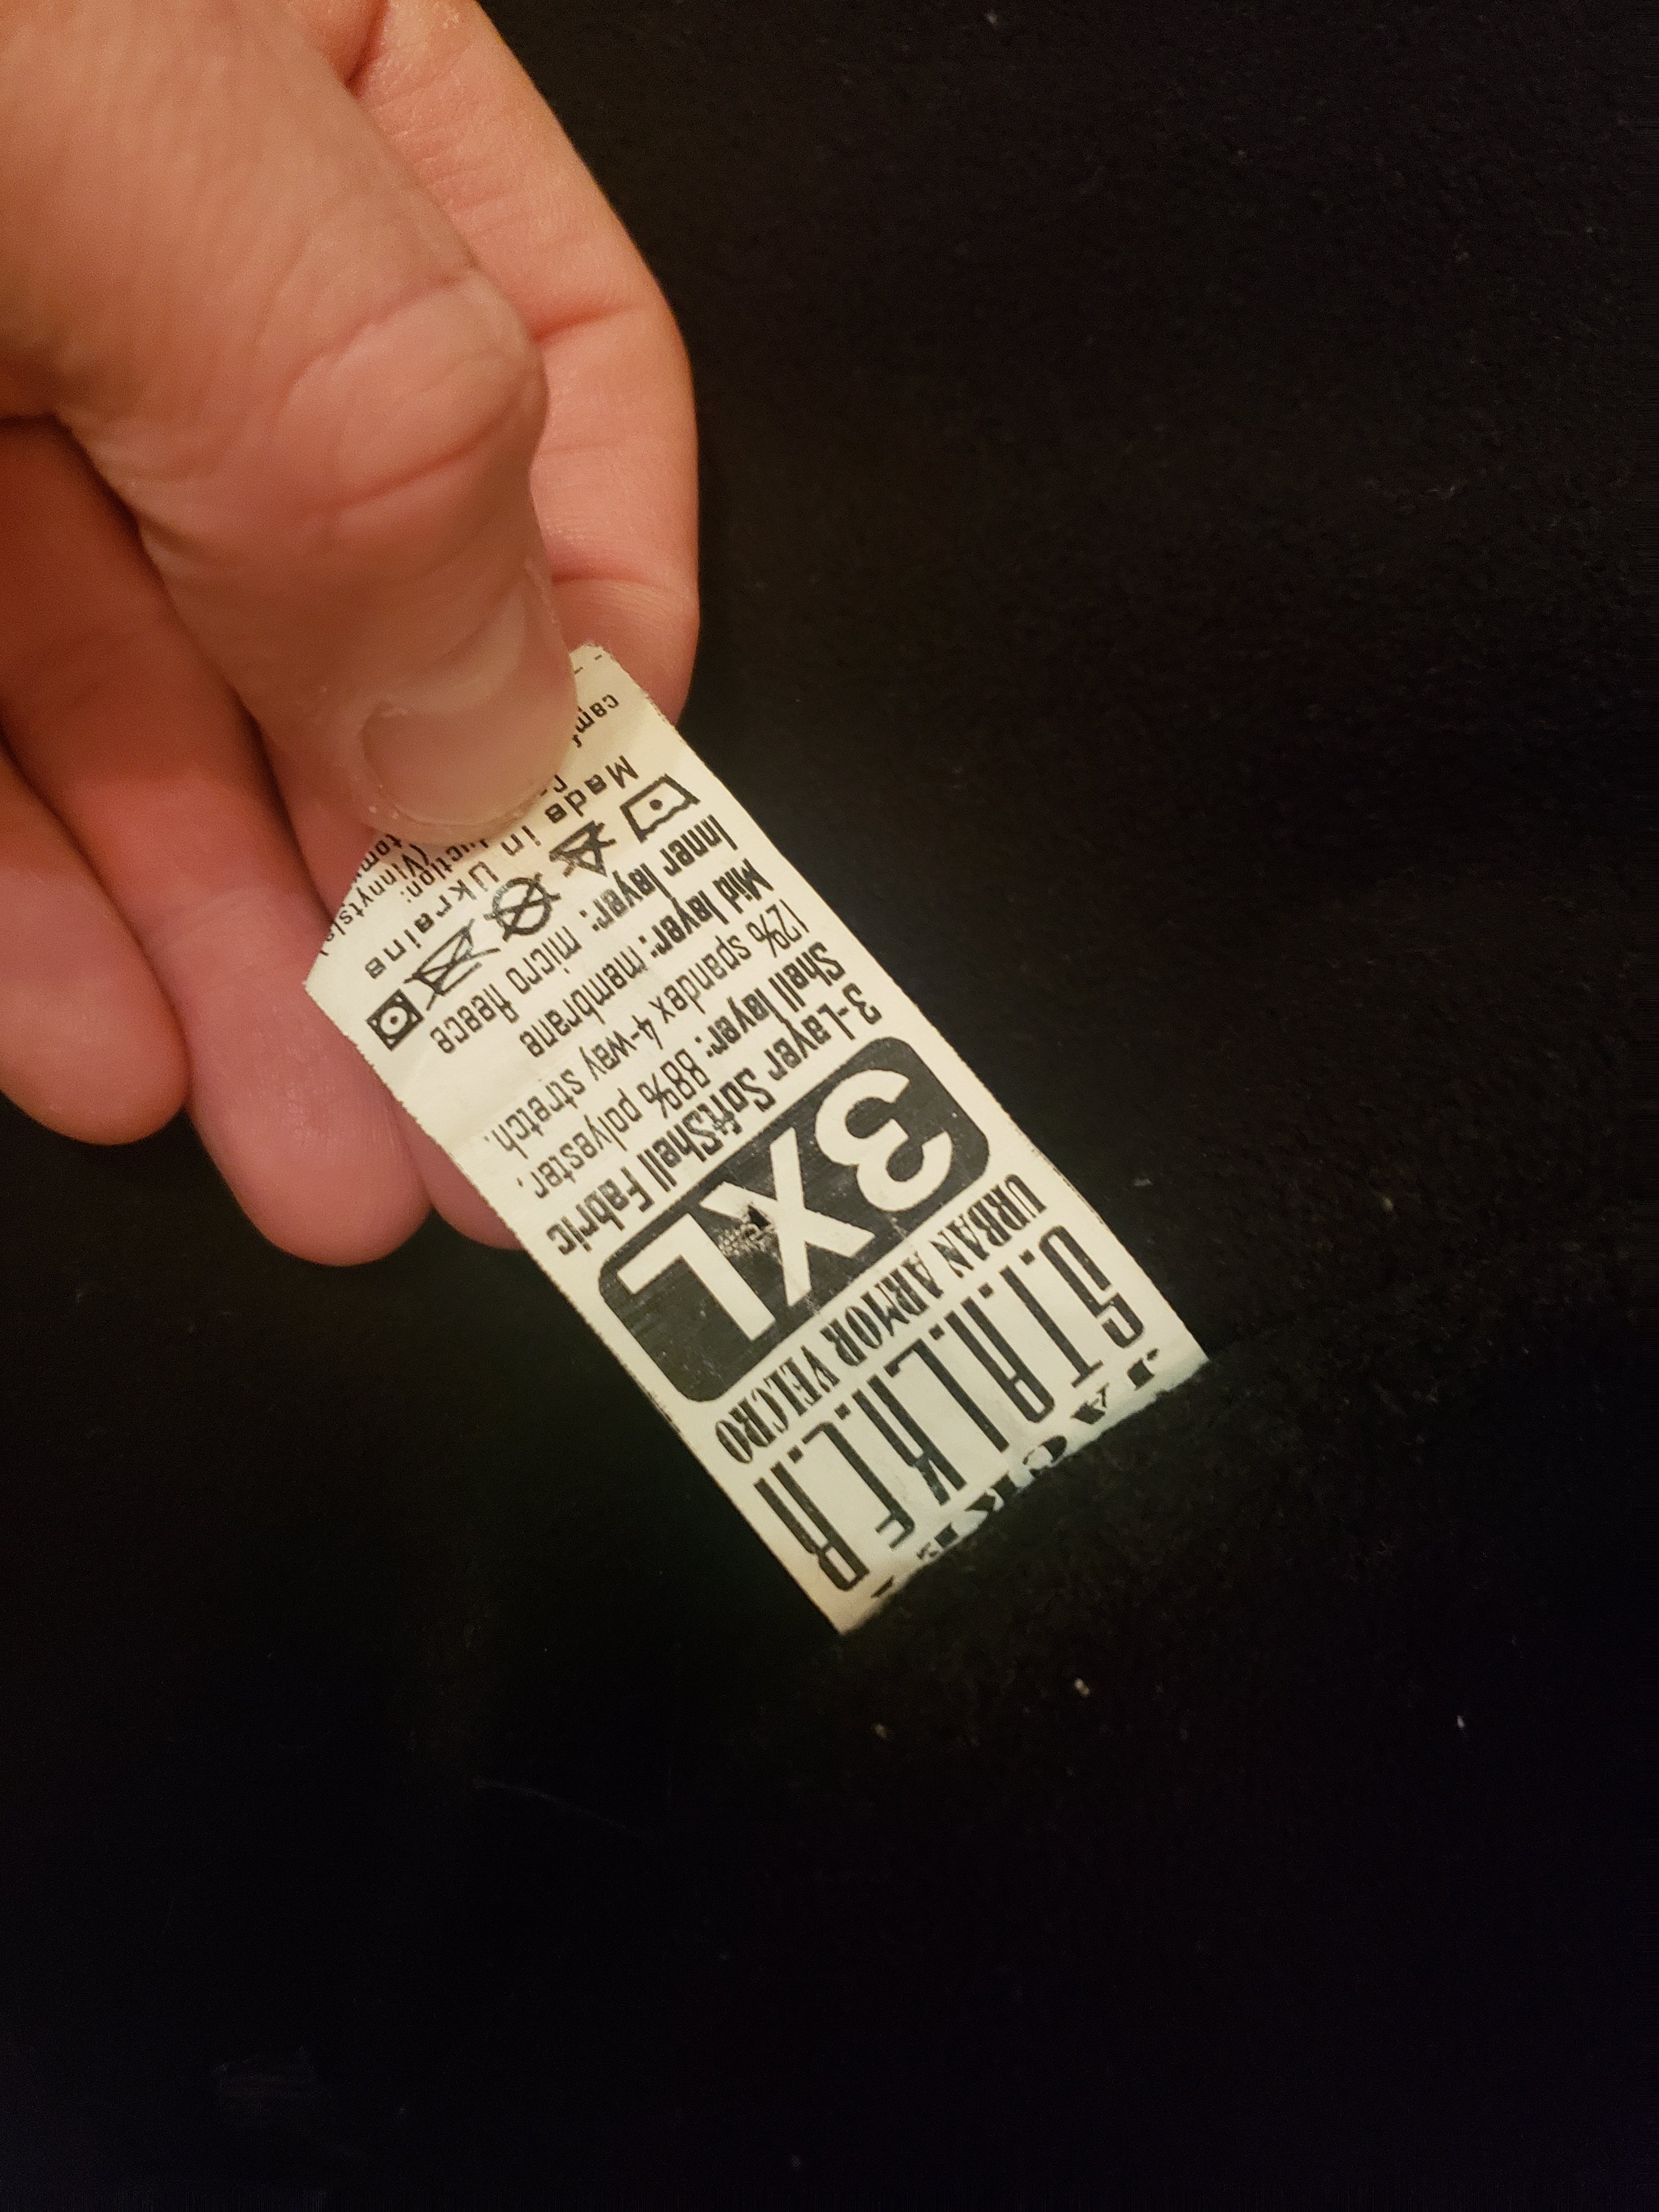 JACKET
S.T.A.L.K.E.R
URBAN ARMOR VELCRO
3XL
3-Layer SoftShell Fabric
Shell layer: 88% polyester,
12% spandex 4-way stretch.
Mid layer: membrane
Inner layer: micro fleece
Made in Ukraine